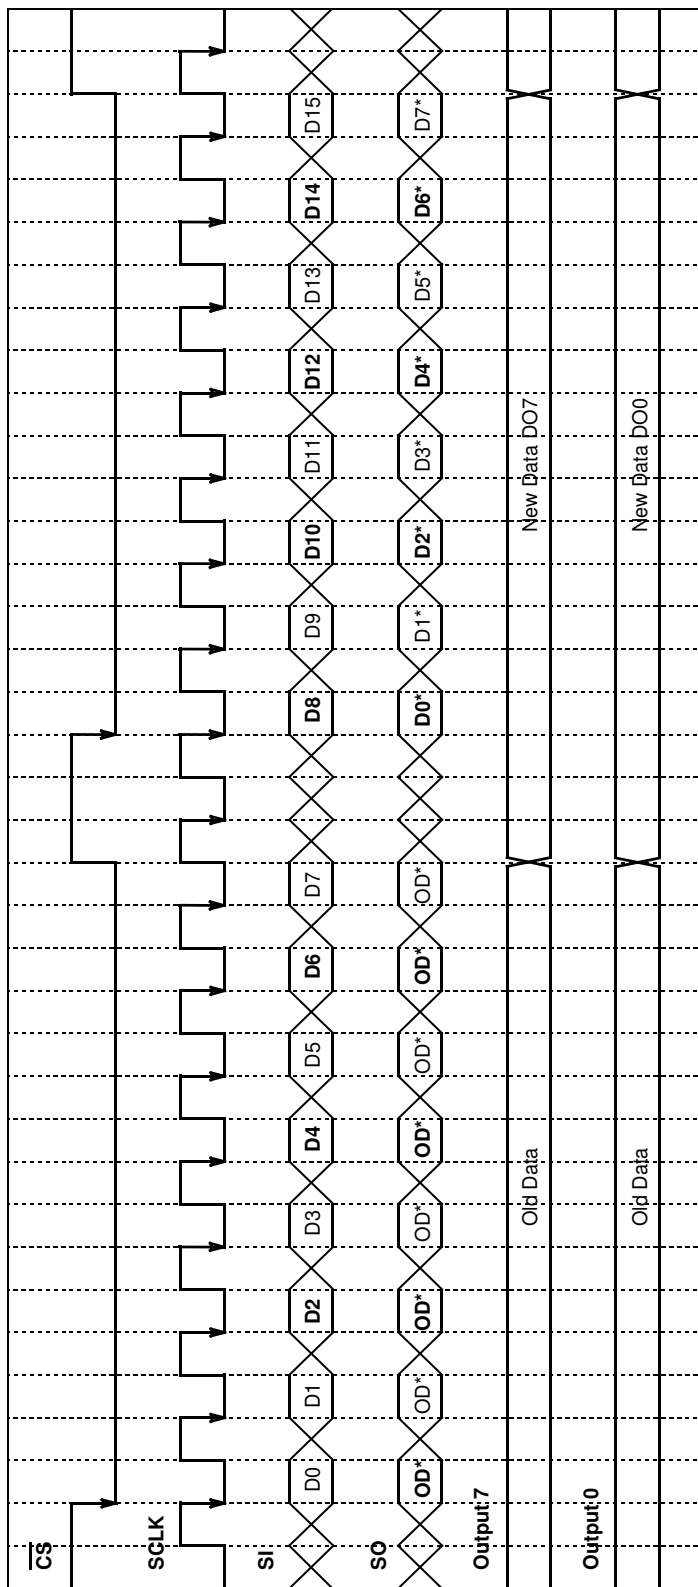 CS
SCLK
SI
D0
D1
D2
D3
D4
D5
D6
D7
D8
D9
D10
D11
D12
D13
D14
D15
SO
OD*
OD*
OD*
OD*
OD*
OD*
OD*
OD*
D0*
D1*
D2*
D3*
D4*
D5*
D6*
D7*
Output 7
Old Data
New Data DO7
Output 0
Old Data
New Data DO0